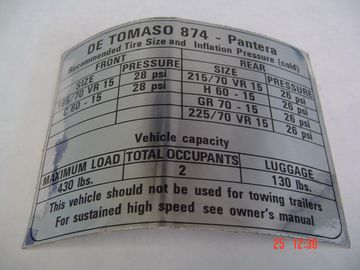 DE TOMASO 874 - Pantera
Recommended Tire Size and Inflation Pressure (cold)
FRONT REAR
SIZE PRESSURE SIZE PRESSURE
185/70 VR 15 28 psi 215/70 VR 15 26 psi
C 60 - 15 28 psi H 60 - 15 26 psi
GR 70 - 15 26 psi
225/70 VR 15 26 psi
Vehicle capacity
MAXIMUM LOAD TOTAL OCCUPANTS LUGGAGE
430 lbs. 2 130 lbs.
This vehicle should not be used for towing trailers
For sustained high speed see owner's manual
25 12:30